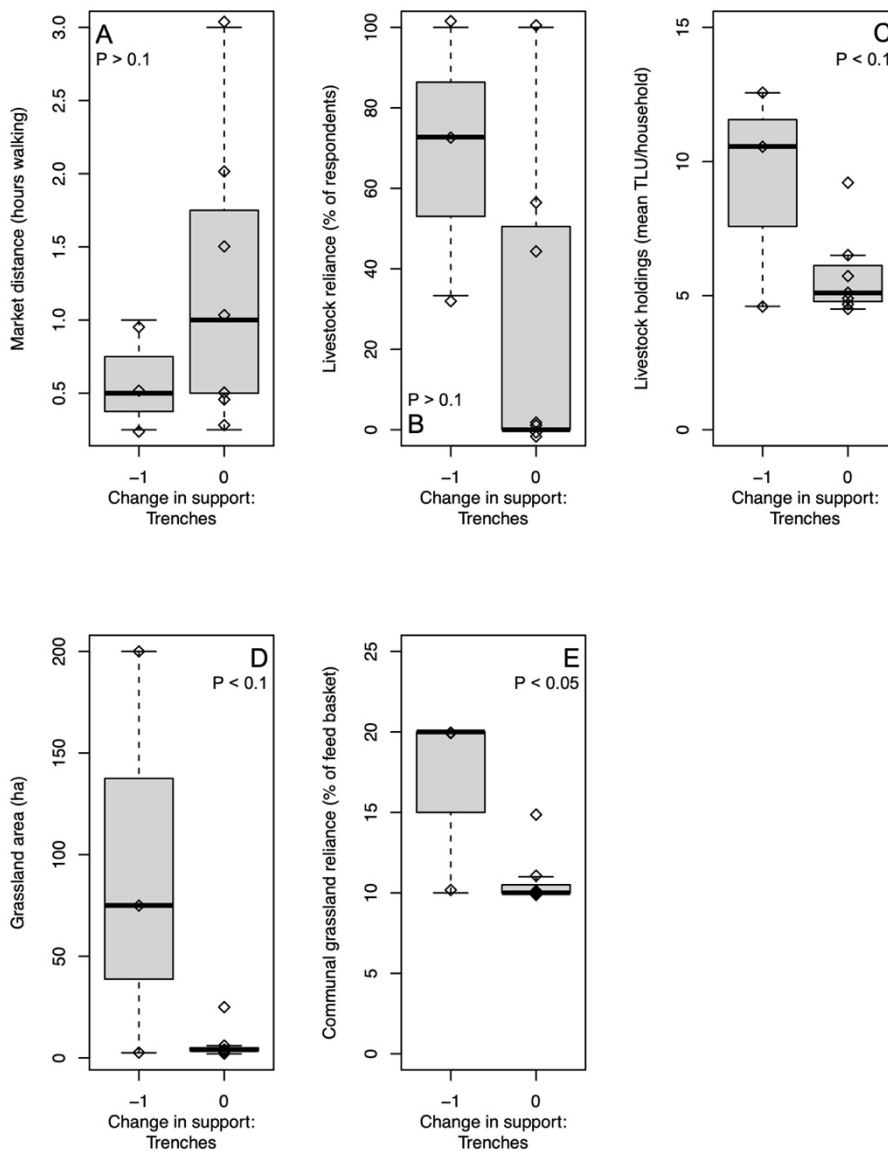 A
P > 0.1
Market distance (hours walking)
3.0
2.5
2.0
1.5
1.0
0.5
−1 0
Change in support:
Trenches
Livestock reliance (% of respondents)
100
80
60
40
20
0
P > 0.1
B
−1 0
Change in support:
Trenches
C
P < 0.1
Livestock holdings (mean TLU/household)
15
10
5
0
−1 0
Change in support:
Trenches
D
P < 0.1
Grassland area (ha)
200
150
100
50
0
−1 0
Change in support:
Trenches
E
P < 0.05
Communal grassland reliance (% of feed basket)
25
20
15
10
5
0
−1 0
Change in support:
Trenches